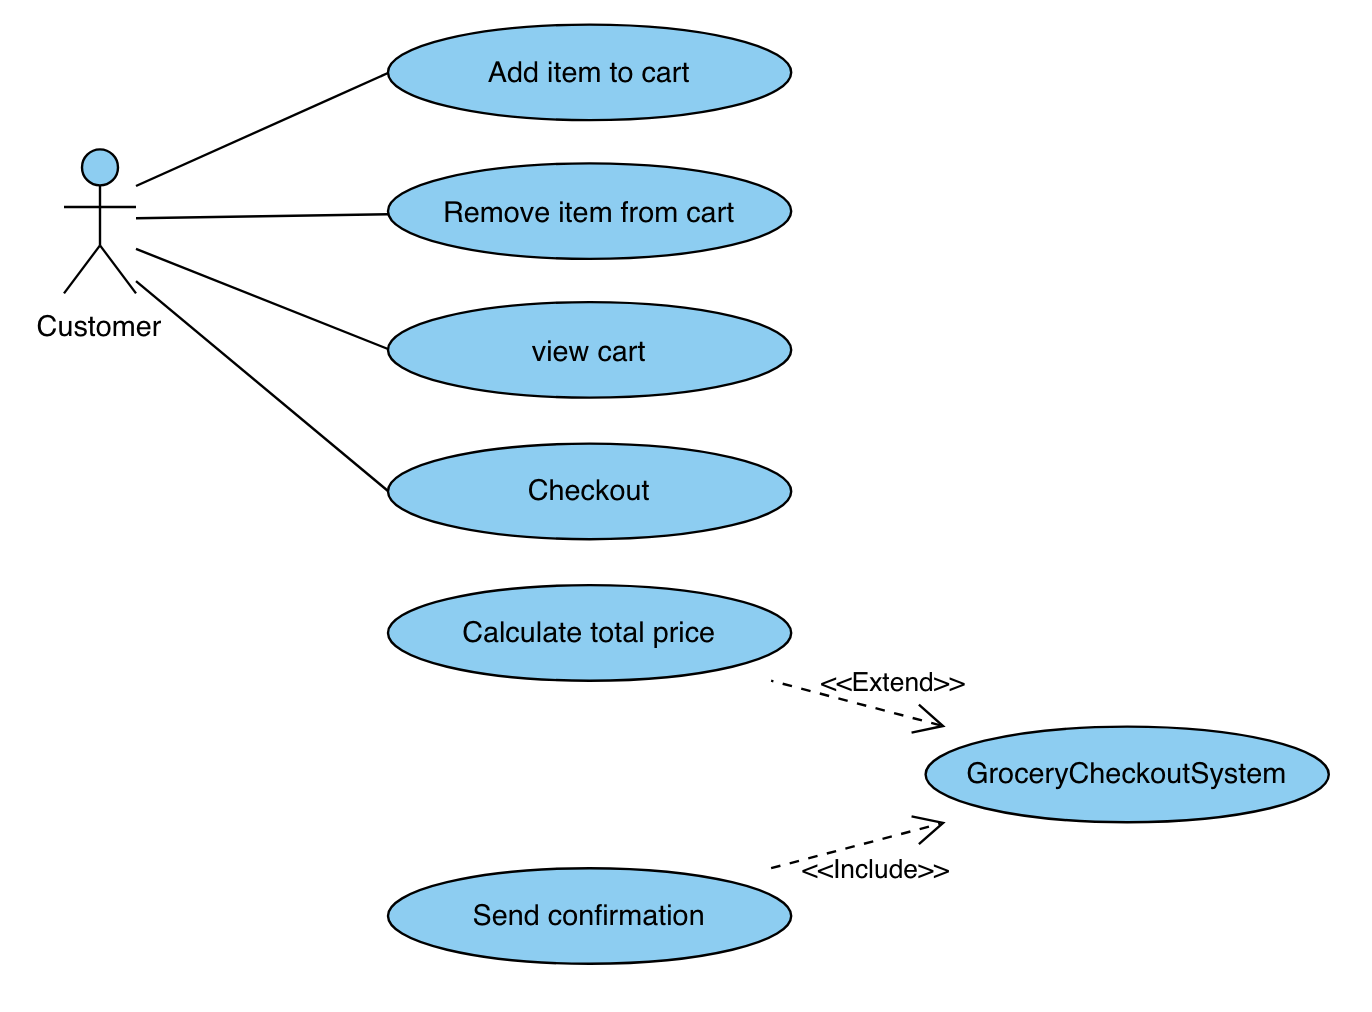 Add item to cart
Remove item from cart
Customer
view cart
Checkout
Calculate total price
<<Extend>>
GroceryCheckoutSystem
<<Include>>
Send confirmation